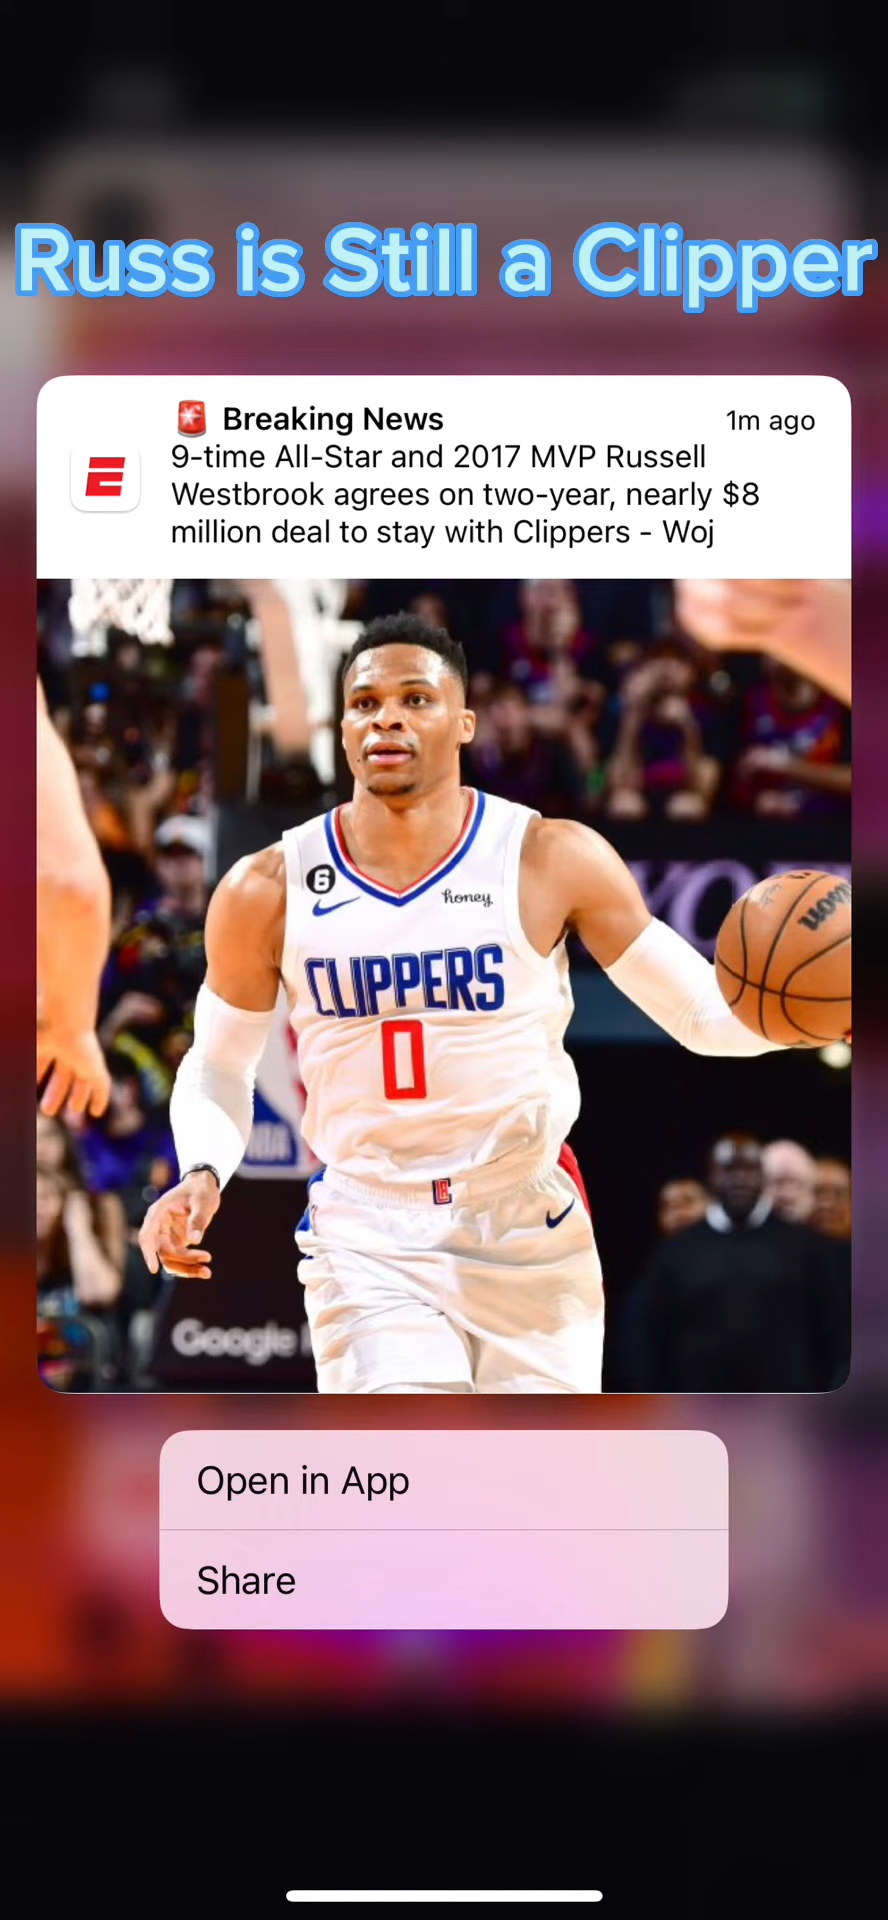 Russ is Still a Clipper
🚨 Breaking News
1m ago
9-time All-Star and 2017 MVP Russell
Westbrook agrees on two-year, nearly $8
million deal to stay with Clippers - Woj
6
honey
CLIPPERS
0
NBA
Google
Open in App
Share